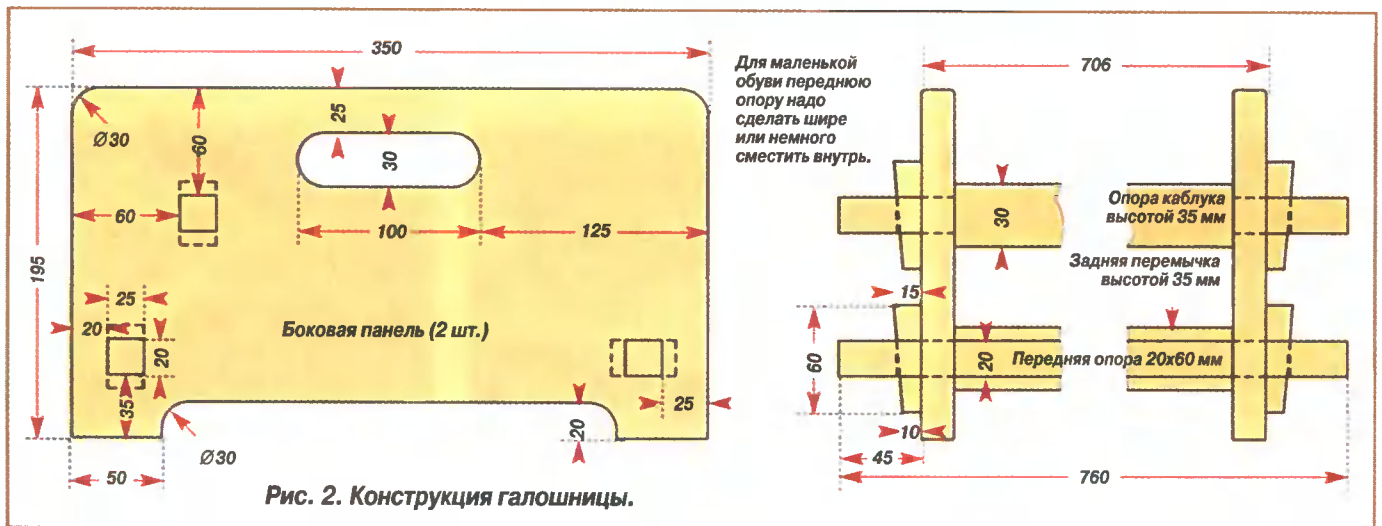 350
Ø30
60
25
30
60
100
125
195
25
20
20
Боковая панель (2 шт.)
35
25
20
50
Ø30
Рис. 2. Конструкция галошницы.
Для маленькой
обуви переднюю
опору надо
сделать шире
или немного
сместить внутрь.
706
Опора каблука
высотой 35 мм
30
Задняя перемычка
высотой 35 мм
15
60
20
Передняя опора 20х60 мм
10
45
760